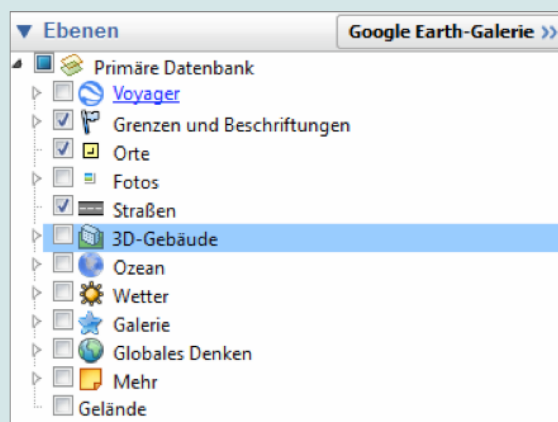 Ebenen
Google Earth-Galerie »
Primäre Datenbank
Voyager
Grenzen und Beschriftungen
Orte
Fotos
Straßen
3D-Gebäude
Ozean
Wetter
Galerie
Globales Denken
Mehr
Gelände